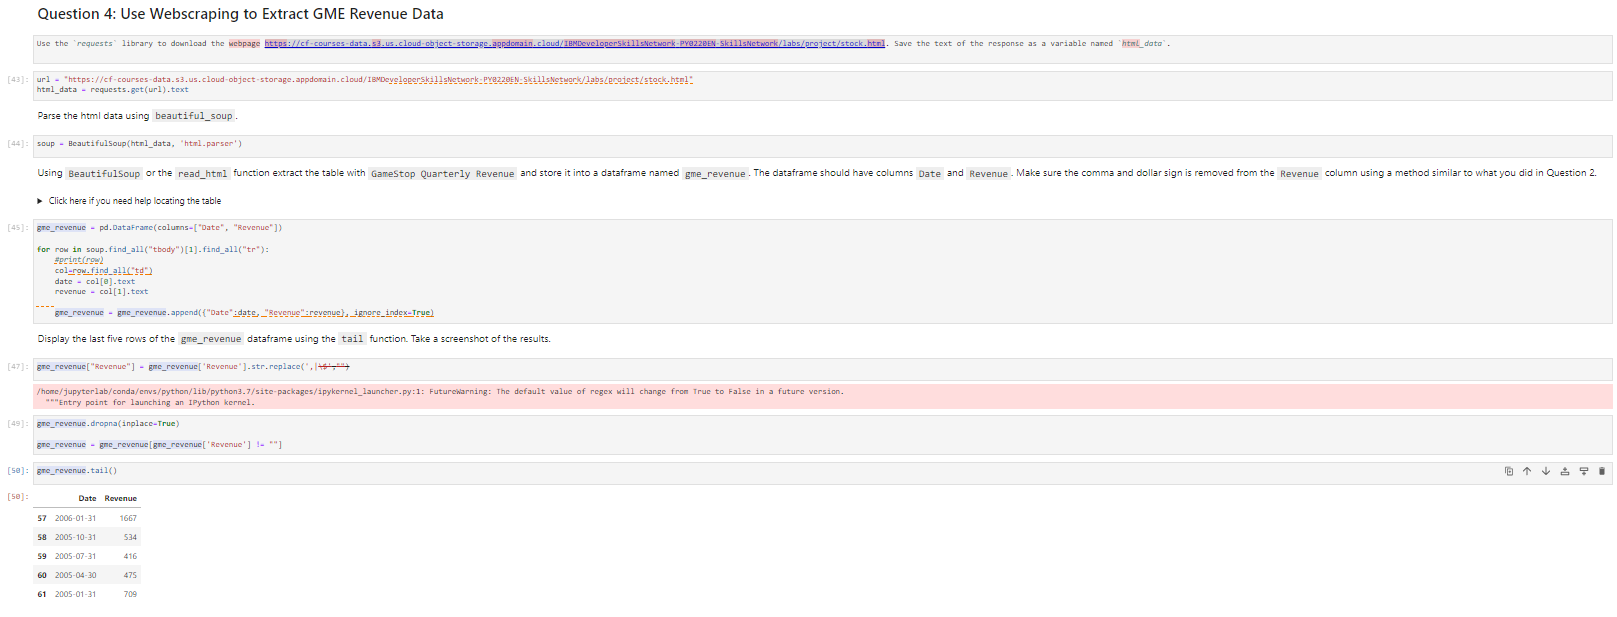 Question 4: Use Webscraping to Extract GME Revenue Data
Use the `requests` library to download the webpage https://cf-courses-data.s3.us.cloud-object-storage.appdomain.cloud/IBMDeveloperSkillsNetwork-PY0220EN-SkillsNetwork/labs/project/stock.html. Save the text of the response as a variable named `html_data`.
[43]: url = "https://cf-courses-data.s3.us.cloud-object-storage.appdomain.cloud/IBMDeveloperSkillsNetwork-PY0220EN-SkillsNetwork/labs/project/stock.html"
html_data = requests.get(url).text
Parse the html data using beautiful_soup.
[44]: soup = BeautifulSoup(html_data, 'html.parser')
Using BeautifulSoup or the read_html function extract the table with GameStop Quarterly Revenue and store it into a dataframe named gme_revenue. The dataframe should have columns Date and Revenue. Make sure the comma and dollar sign is removed from the Revenue column using a method similar to what you did in Question 2.
▶ Click here if you need help locating the table
[45]: gme_revenue = pd.DataFrame(columns=["Date", "Revenue"])
for row in soup.find_all("tbody")[1].find_all("tr"):
#print(row)
col=row.find_all("td")
date = col[0].text
revenue = col[1].text
gme_revenue = gme_revenue.append({"Date":date, "Revenue":revenue}, ignore_index=True)
Display the last five rows of the gme_revenue dataframe using the tail function. Take a screenshot of the results.
[47]: gme_revenue["Revenue"] = gme_revenue['Revenue'].str.replace(',|\$',"")
/home/jupyterlab/conda/envs/python/lib/python3.7/site-packages/ipykernel_launcher.py:1: FutureWarning: The default value of regex will change from True to False in a future version.
"""Entry point for launching an IPython kernel.
[49]: gme_revenue.dropna(inplace=True)
gme_revenue = gme_revenue[gme_revenue['Revenue'] != ""]
[50]: gme_revenue.tail()
[50]: Date Revenue
57 2006-01-31 1667
58 2005-10-31 534
59 2005-07-31 416
60 2005-04-30 475
61 2005-01-31 709